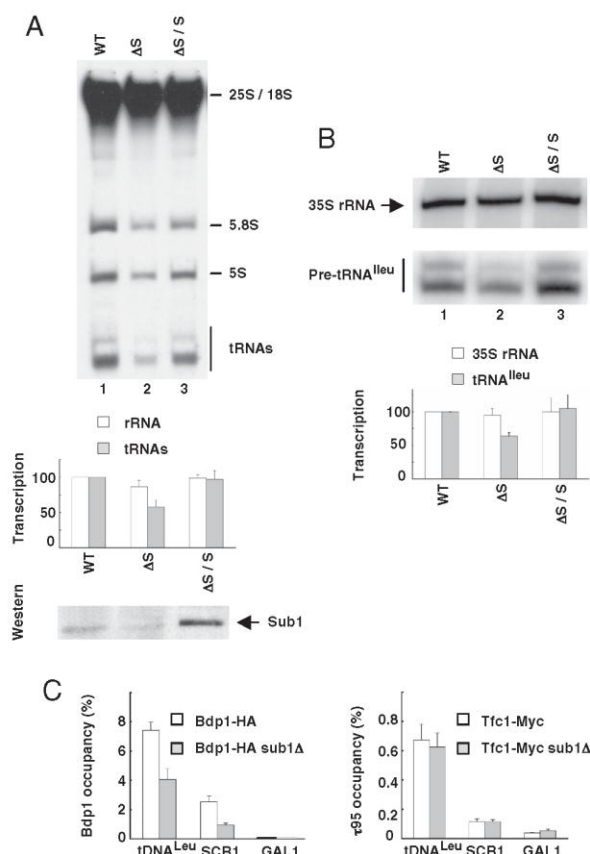 A
WT
ΔS
ΔS / S
25S / 18S
5.8S
5S
tRNAs
1 2 3
rRNA
tRNAs
Transcription
100
50
0
WT
ΔS
ΔS / S
Western
Sub1
B
WT
ΔS
ΔS / S
35S rRNA
Pre-tRNA^Ileu
1 2 3
35S rRNA
tRNA^Ileu
Transcription
100
50
0
WT
ΔS
ΔS / S
C
Bdp1 occupancy (%)
8
6
4
2
0
Bdp1-HA
Bdp1-HA sub1Δ
tDNA^Leu SCR1 GAL1
τ95 occupancy (%)
0.8
0.6
0.4
0.2
0
Tfc1-Myc
Tfc1-Myc sub1Δ
tDNA^Leu SCR1 GAL1